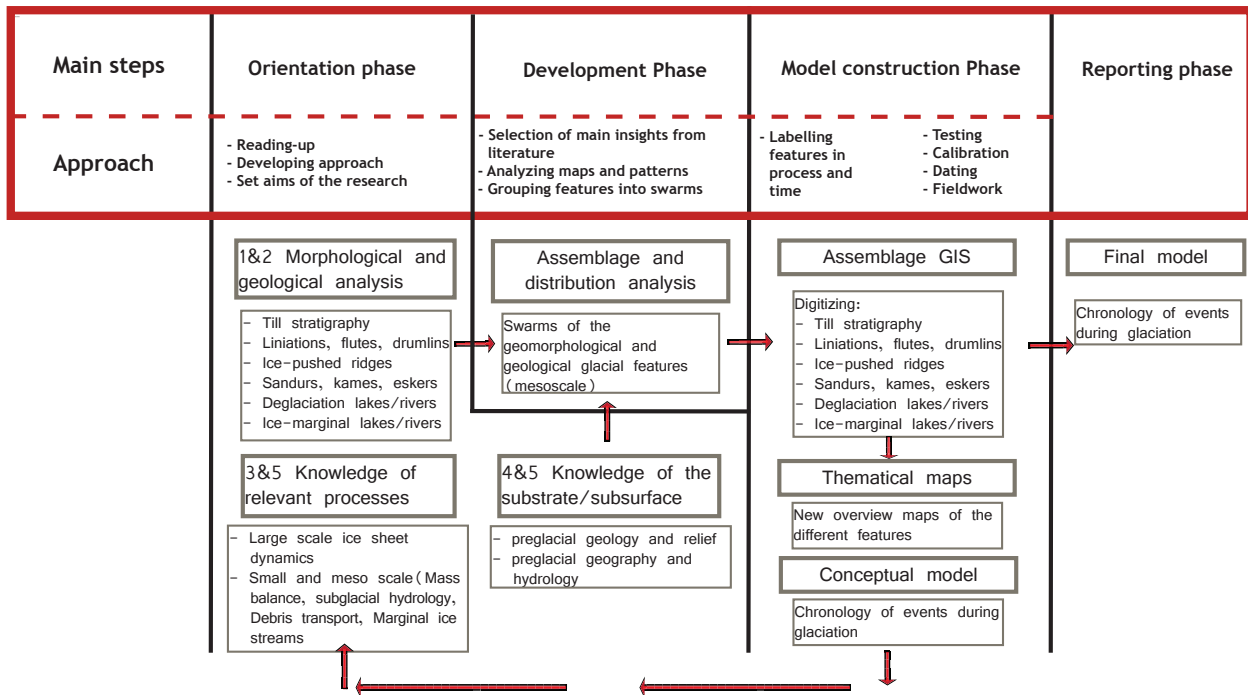 Main steps
Orientation phase
Development Phase
Model construction Phase
Reporting phase
Approach
- Reading-up
- Developing approach
- Set aims of the research
- Selection of main insights from
literature
- Analyzing maps and patterns
- Grouping features into swarms
- Labelling
features in
process and
time
- Testing
- Calibration
- Dating
- Fieldwork
1&2 Morphological and
geological analysis
- Till stratigraphy
- Liniations, flutes, drumlins
- Ice-pushed ridges
- Sandurs, kames, eskers
- Deglaciation lakes/rivers
- Ice-marginal lakes/rivers
3&5 Knowledge of
relevant processes
- Large scale ice sheet
dynamics
- Small and meso scale (Mass
balance, subglacial hydrology,
Debris transport, Marginal ice
streams
Assemblage and
distribution analysis
Swarms of the
geomorphological and
geological glacial features
(mesoscale)
4&5 Knowledge of the
substrate/subsurface
- preglacial geology and relief
- preglacial geography and
hydrology
Assemblage GIS
Digitizing:
- Till stratigraphy
- Liniations, flutes, drumlins
- Ice-pushed ridges
- Sandurs, kames, eskers
- Deglaciation lakes/rivers
- Ice-marginal lakes/rivers
Thematical maps
New overview maps of the
different features
Conceptual model
Chronology of events during
glaciation
Final model
Chronology of events
during glaciation